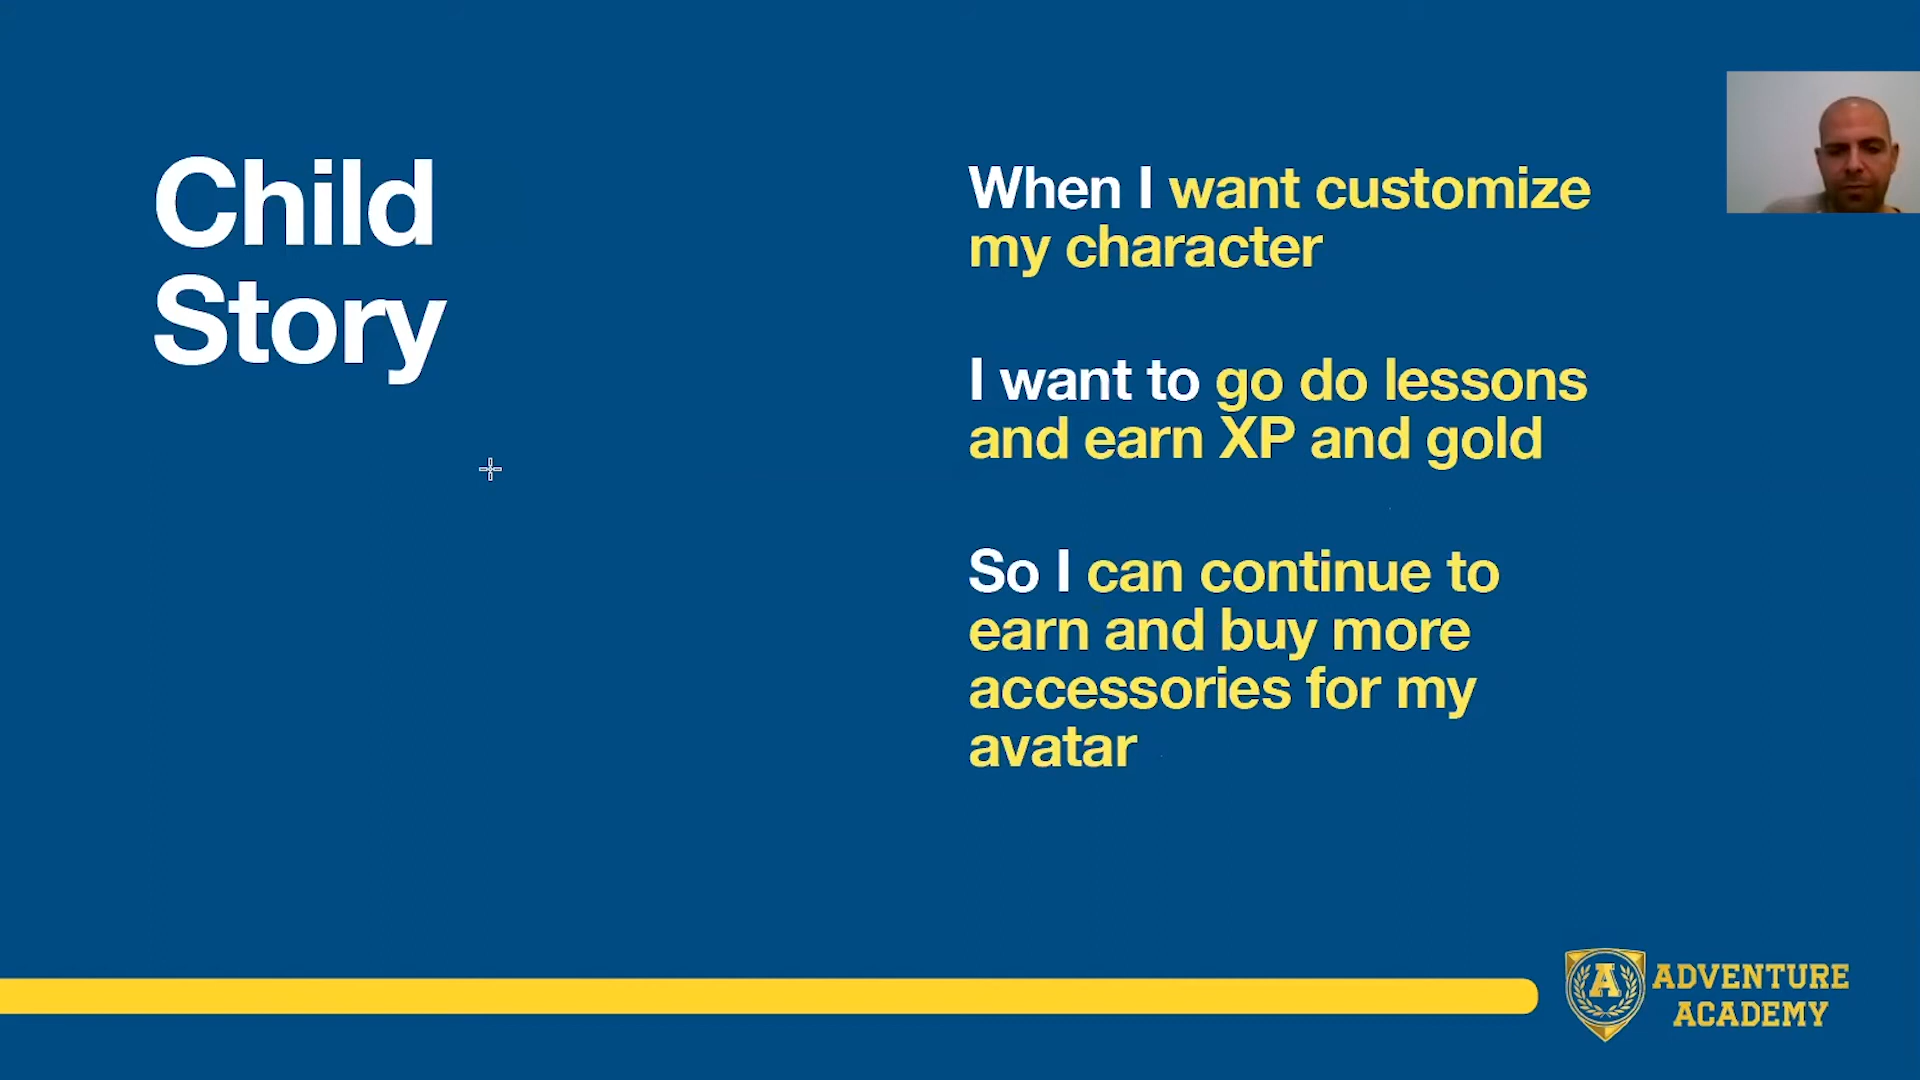 Child
Story
When I want customize
my character
I want to go do lessons
and earn XP and gold
So I can continue to
earn and buy more
accessories for my
avatar
A
ADVENTURE
ACADEMY